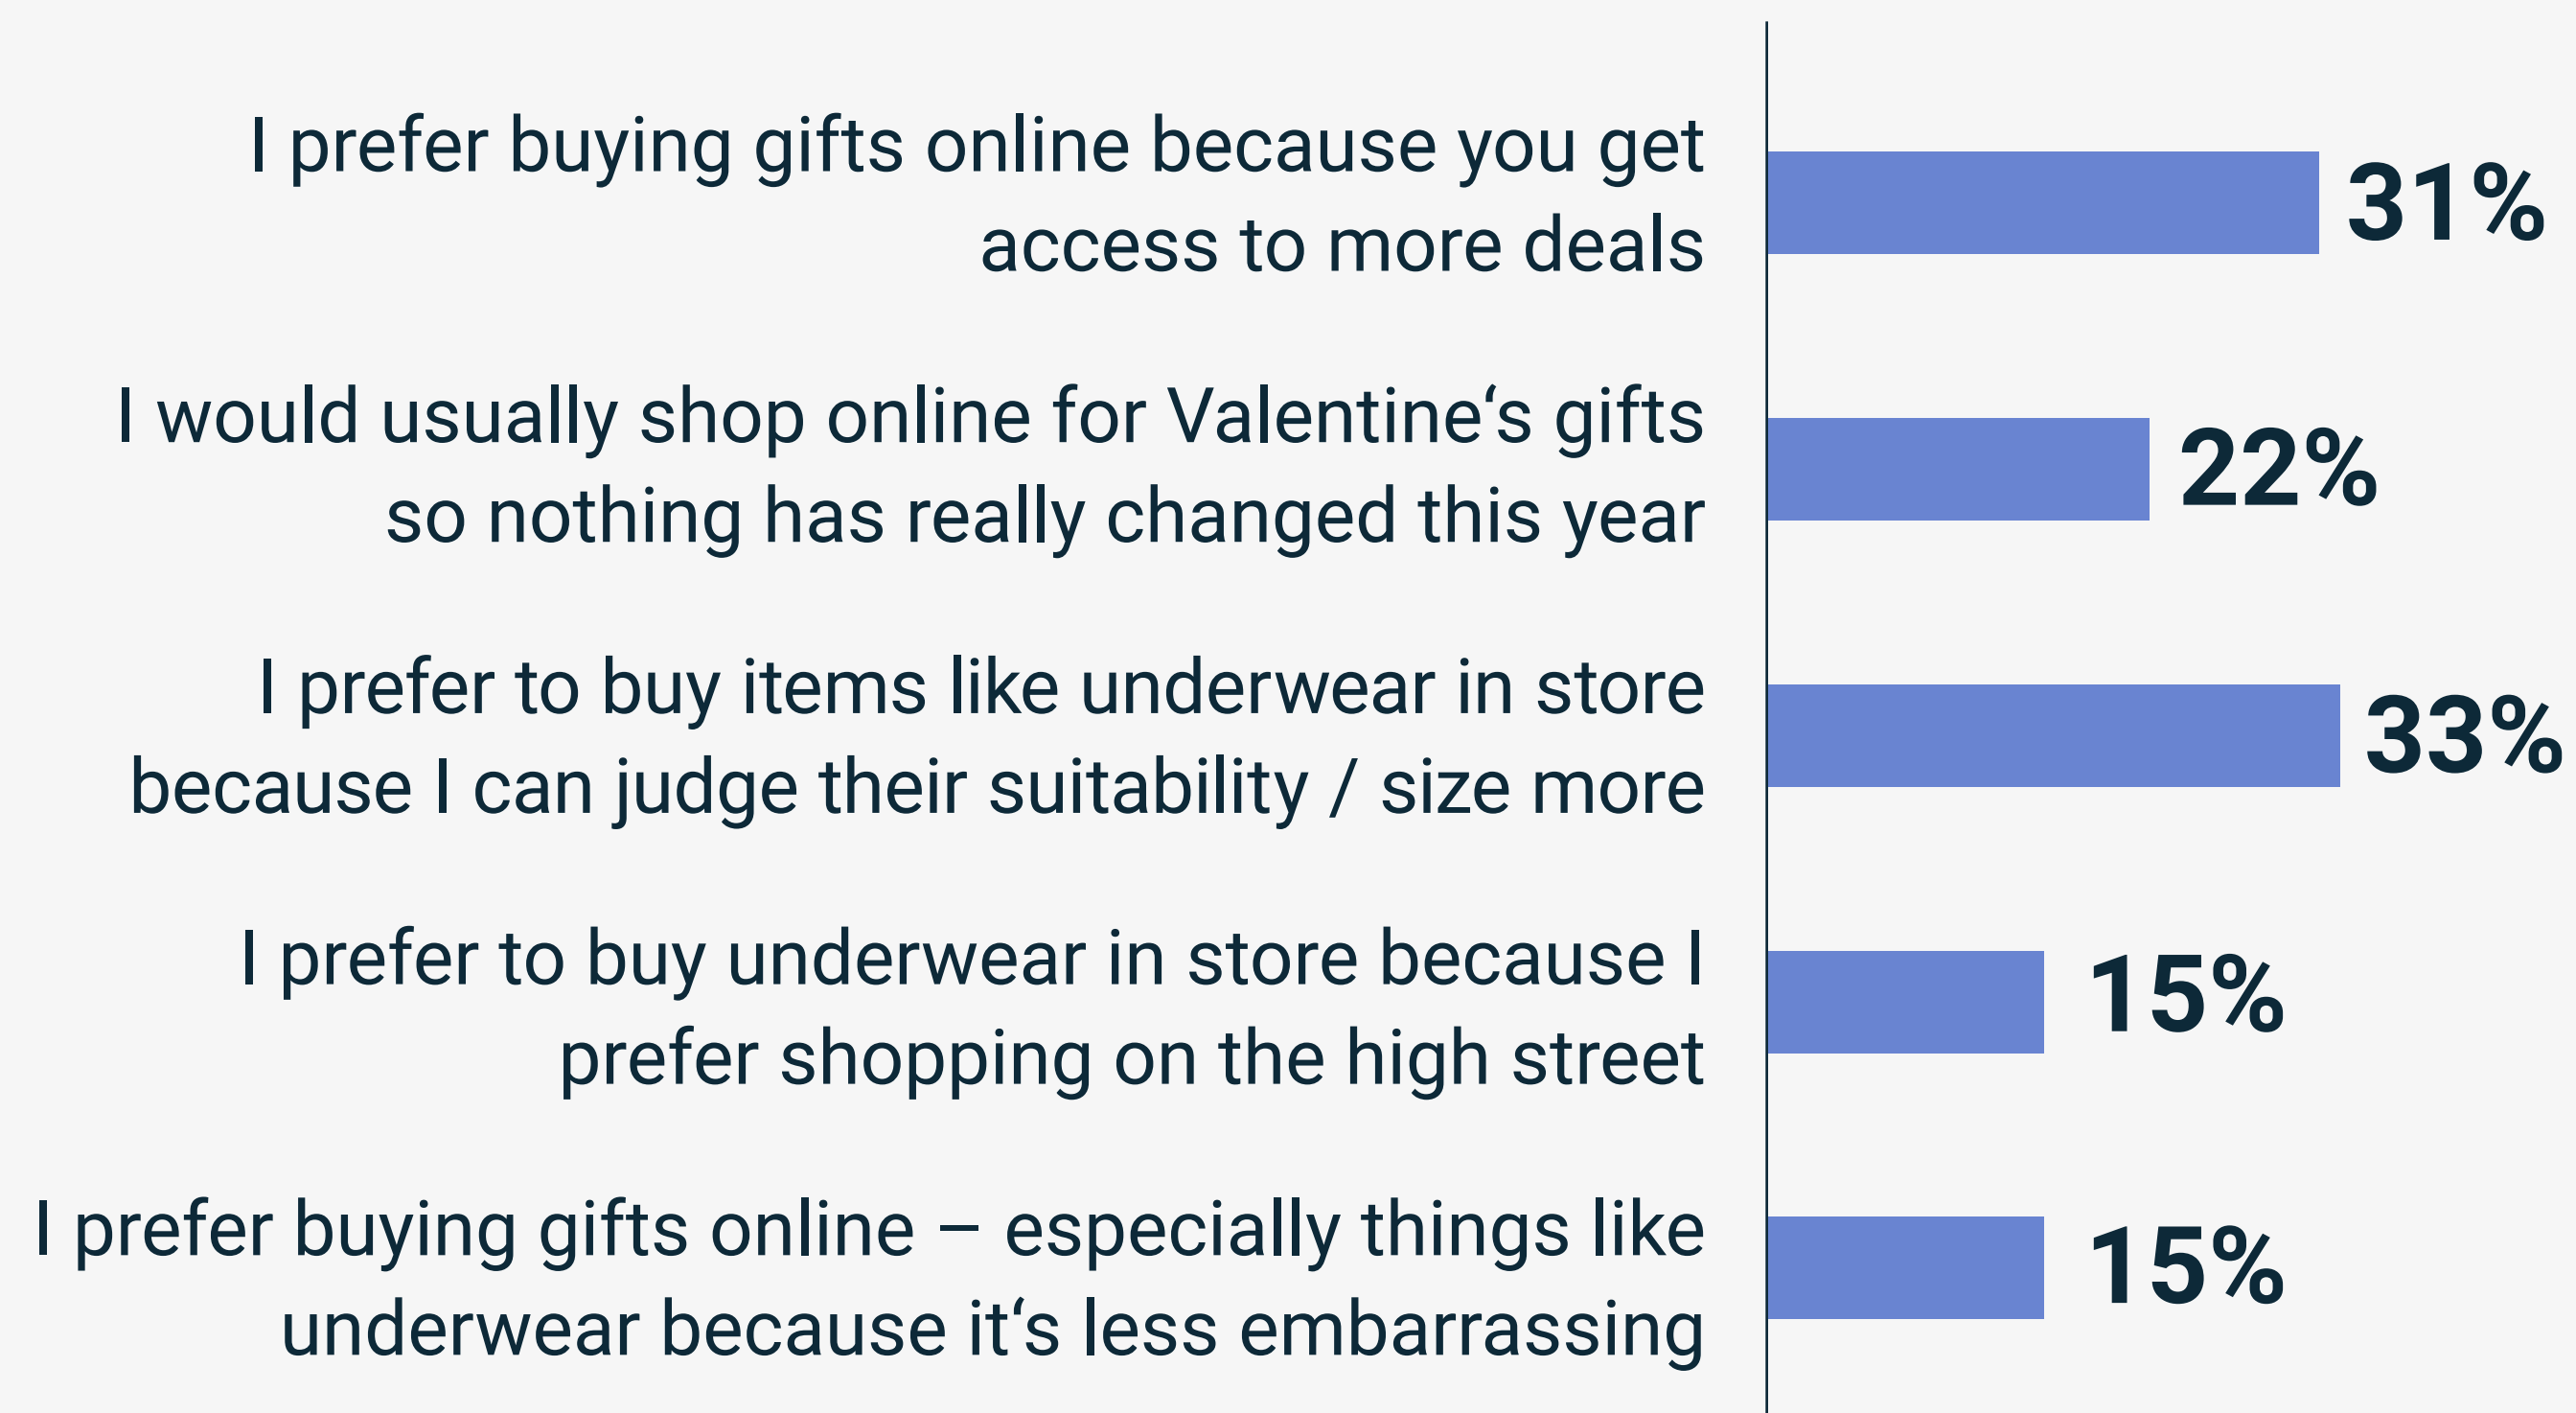 I prefer buying gifts online because you get
access to more deals
31%
I would usually shop online for Valentine‘s gifts
so nothing has really changed this year
22%
I prefer to buy items like underwear in store
because I can judge their suitability / size more
33%
I prefer to buy underwear in store because I
prefer shopping on the high street
15%
I prefer buying gifts online – especially things like
underwear because it‘s less embarrassing
15%